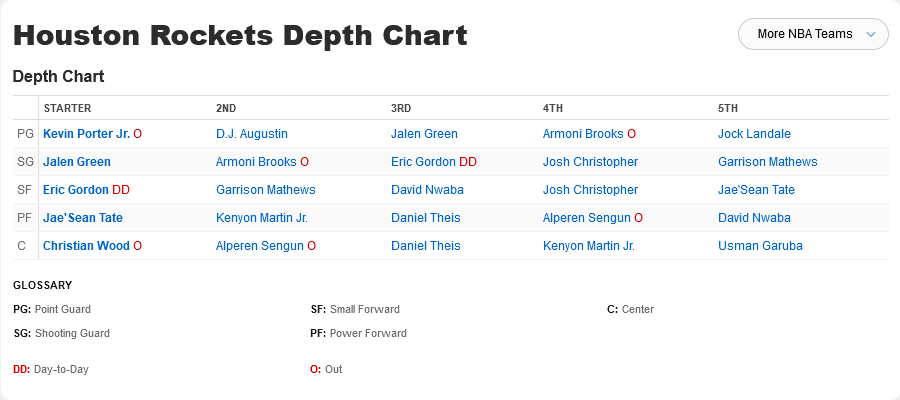 Houston Rockets Depth Chart
More NBA Teams
Depth Chart
STARTER 2ND 3RD 4TH 5TH
PG Kevin Porter Jr. O D.J. Augustin Jalen Green Armoni Brooks O Jock Landale
SG Jalen Green Armoni Brooks O Eric Gordon DD Josh Christopher Garrison Mathews
SF Eric Gordon DD Garrison Mathews David Nwaba Josh Christopher Jae'Sean Tate
PF Jae'Sean Tate Kenyon Martin Jr. Daniel Theis Alperen Sengun O David Nwaba
C Christian Wood O Alperen Sengun O Daniel Theis Kenyon Martin Jr. Usman Garuba
GLOSSARY
PG: Point Guard SF: Small Forward C: Center
SG: Shooting Guard PF: Power Forward
DD: Day-to-Day O: Out